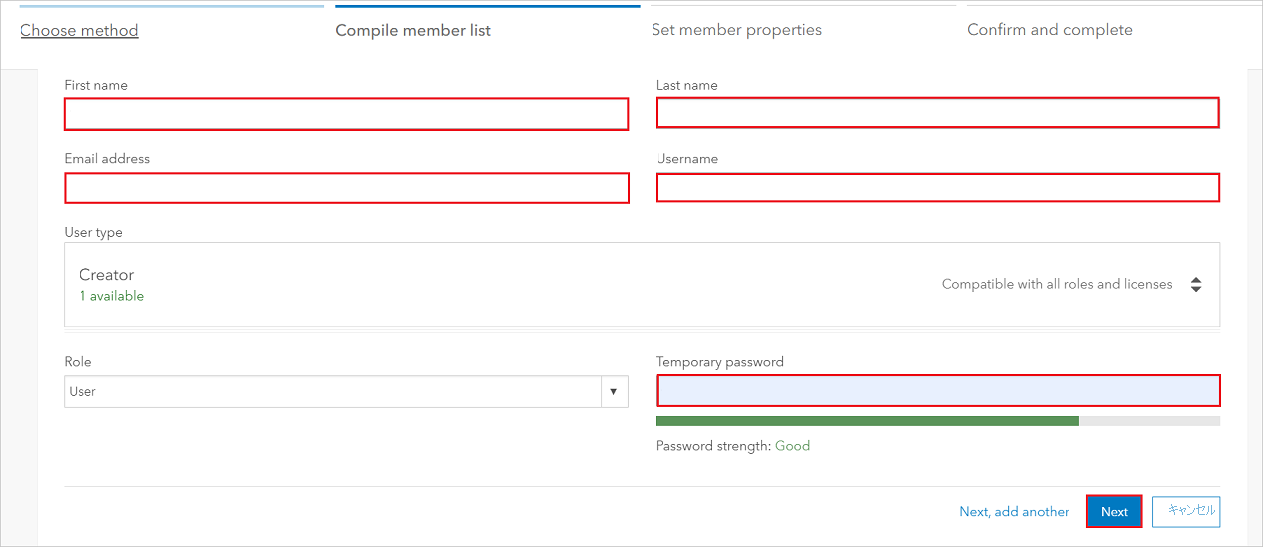 Choose method
Compile member list
Set member properties
Confirm and complete
First name
Last name
Email address
Username
User type
Creator
1 available
Compatible with all roles and licenses
Role
Temporary password
User
Password strength: Good
Next, add another
Next
キャンセル